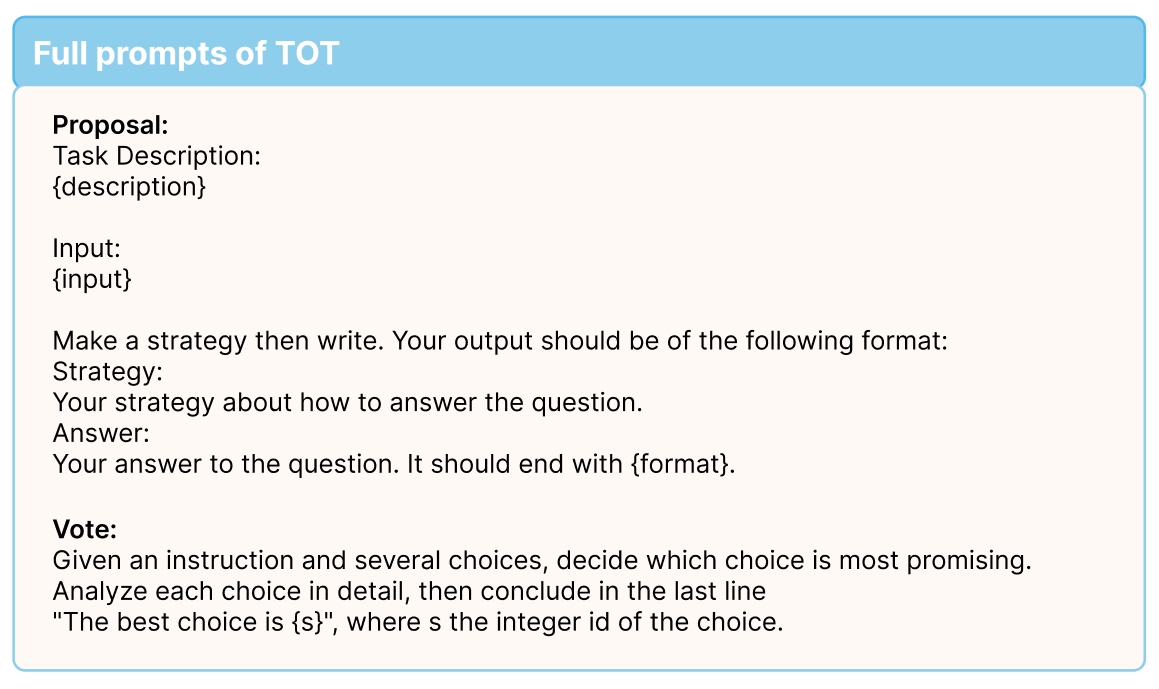 Full prompts of TOT
Proposal:
Task Description:
{description}
Input:
{input}
Make a strategy then write. Your output should be of the following format:
Strategy:
Your strategy about how to answer the question.
Answer:
Your answer to the question. It should end with {format}.
Vote:
Given an instruction and several choices, decide which choice is most promising.
Analyze each choice in detail, then conclude in the last line
"The best choice is {s}", where s the integer id of the choice.